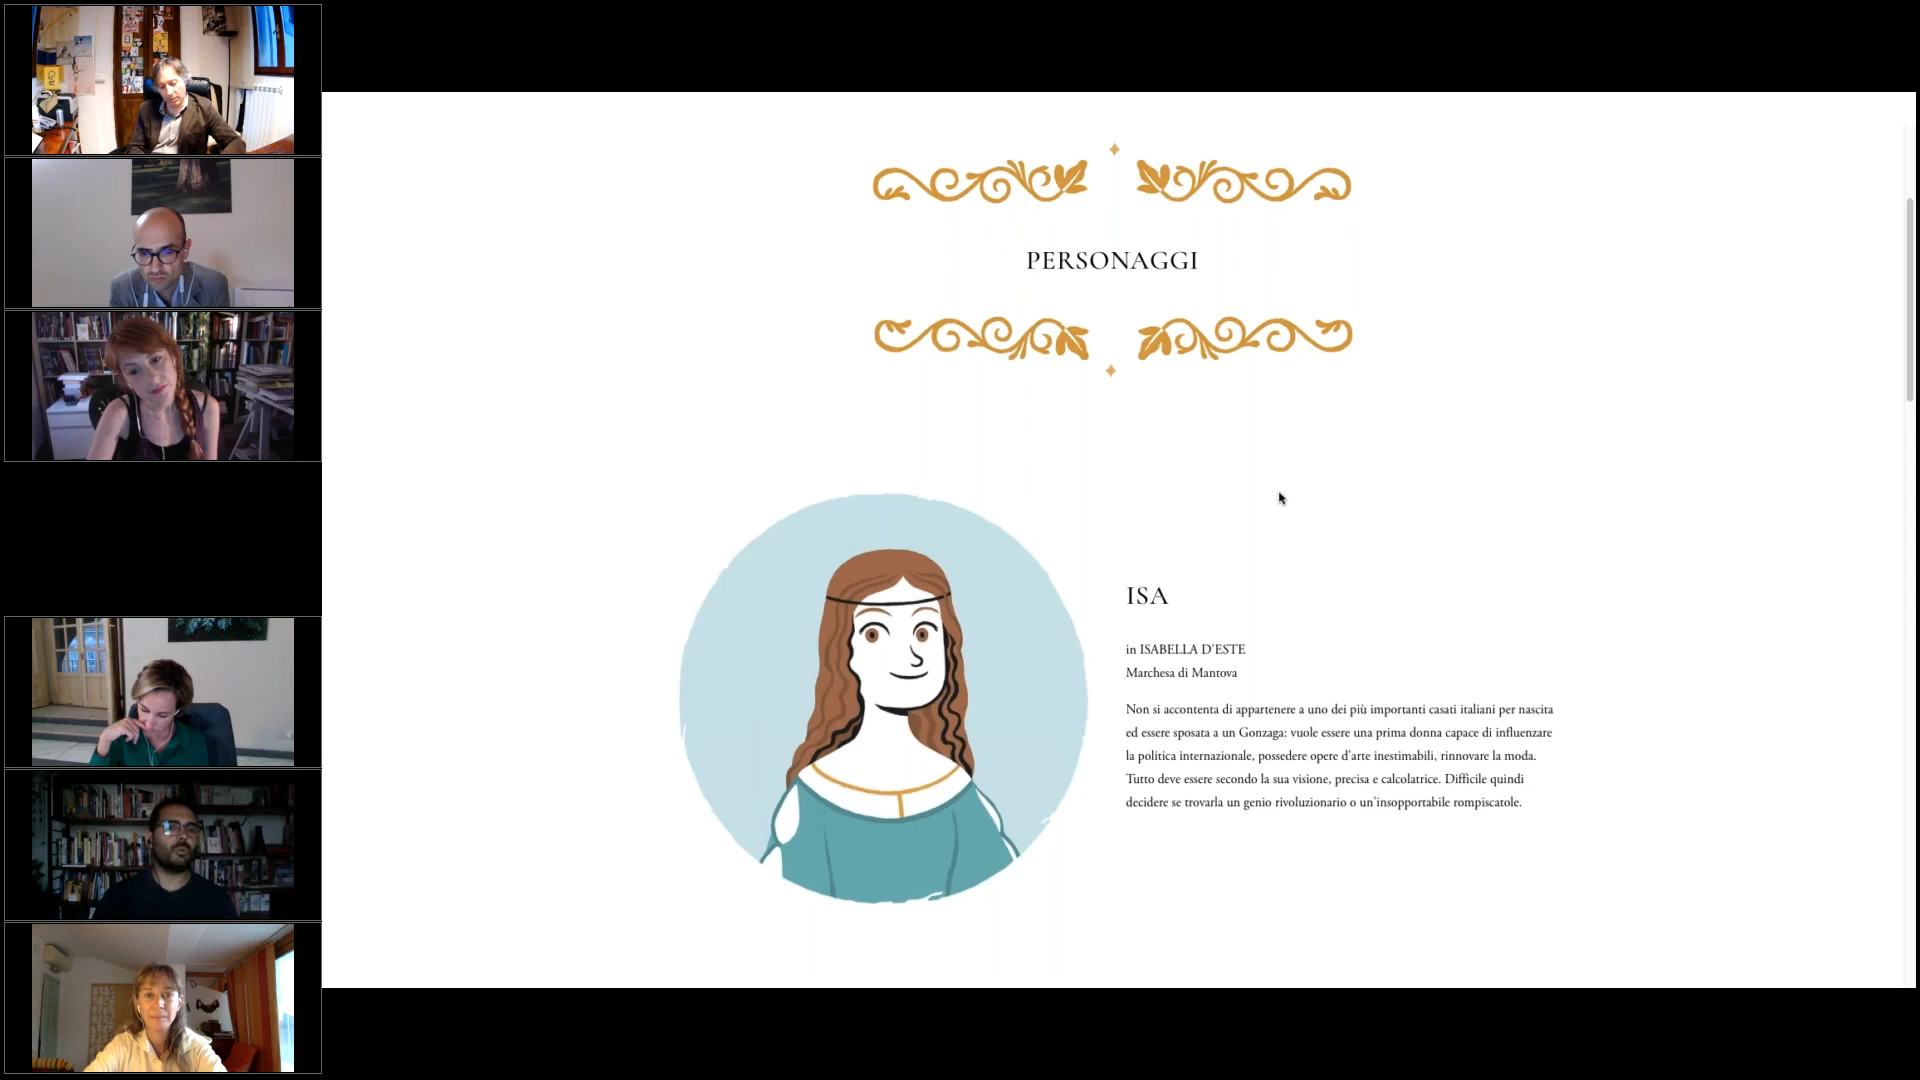 PERSONAGGI
ISA
in ISABELLA D'ESTE
Marchesa di Mantova
Non si accontenta di appartenere a uno dei più importanti casati italiani per nascita
ed essere sposata a un Gonzaga: vuole essere una prima donna capace di influenzare
la politica internazionale, possedere opere d'arte inestimabili, rinnovare la moda.
Tutto deve essere secondo la sua visione, precisa e calcolatrice. Difficile quindi
decidere se trovarla un genio rivoluzionario o un'insopportabile rompiscatole.